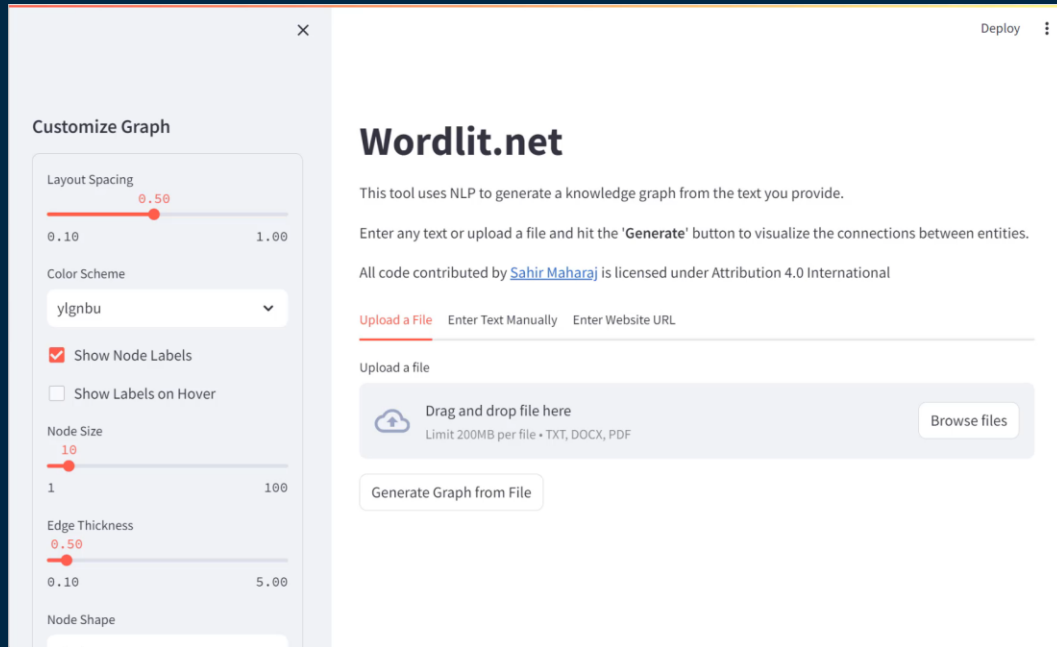 Deploy
Customize Graph
Layout Spacing
0.50
0.10 1.00
Color Scheme
ylgnbu
Show Node Labels
Show Labels on Hover
Node Size
10
1 100
Edge Thickness
0.50
0.10 5.00
Node Shape
Wordlit.net
This tool uses NLP to generate a knowledge graph from the text you provide.
Enter any text or upload a file and hit the 'Generate' button to visualize the connections between entities.
All code contributed by Sahir Maharaj is licensed under Attribution 4.0 International
Upload a File Enter Text Manually Enter Website URL
Upload a file
Drag and drop file here
Limit 200MB per file • TXT, DOCX, PDF
Browse files
Generate Graph from File